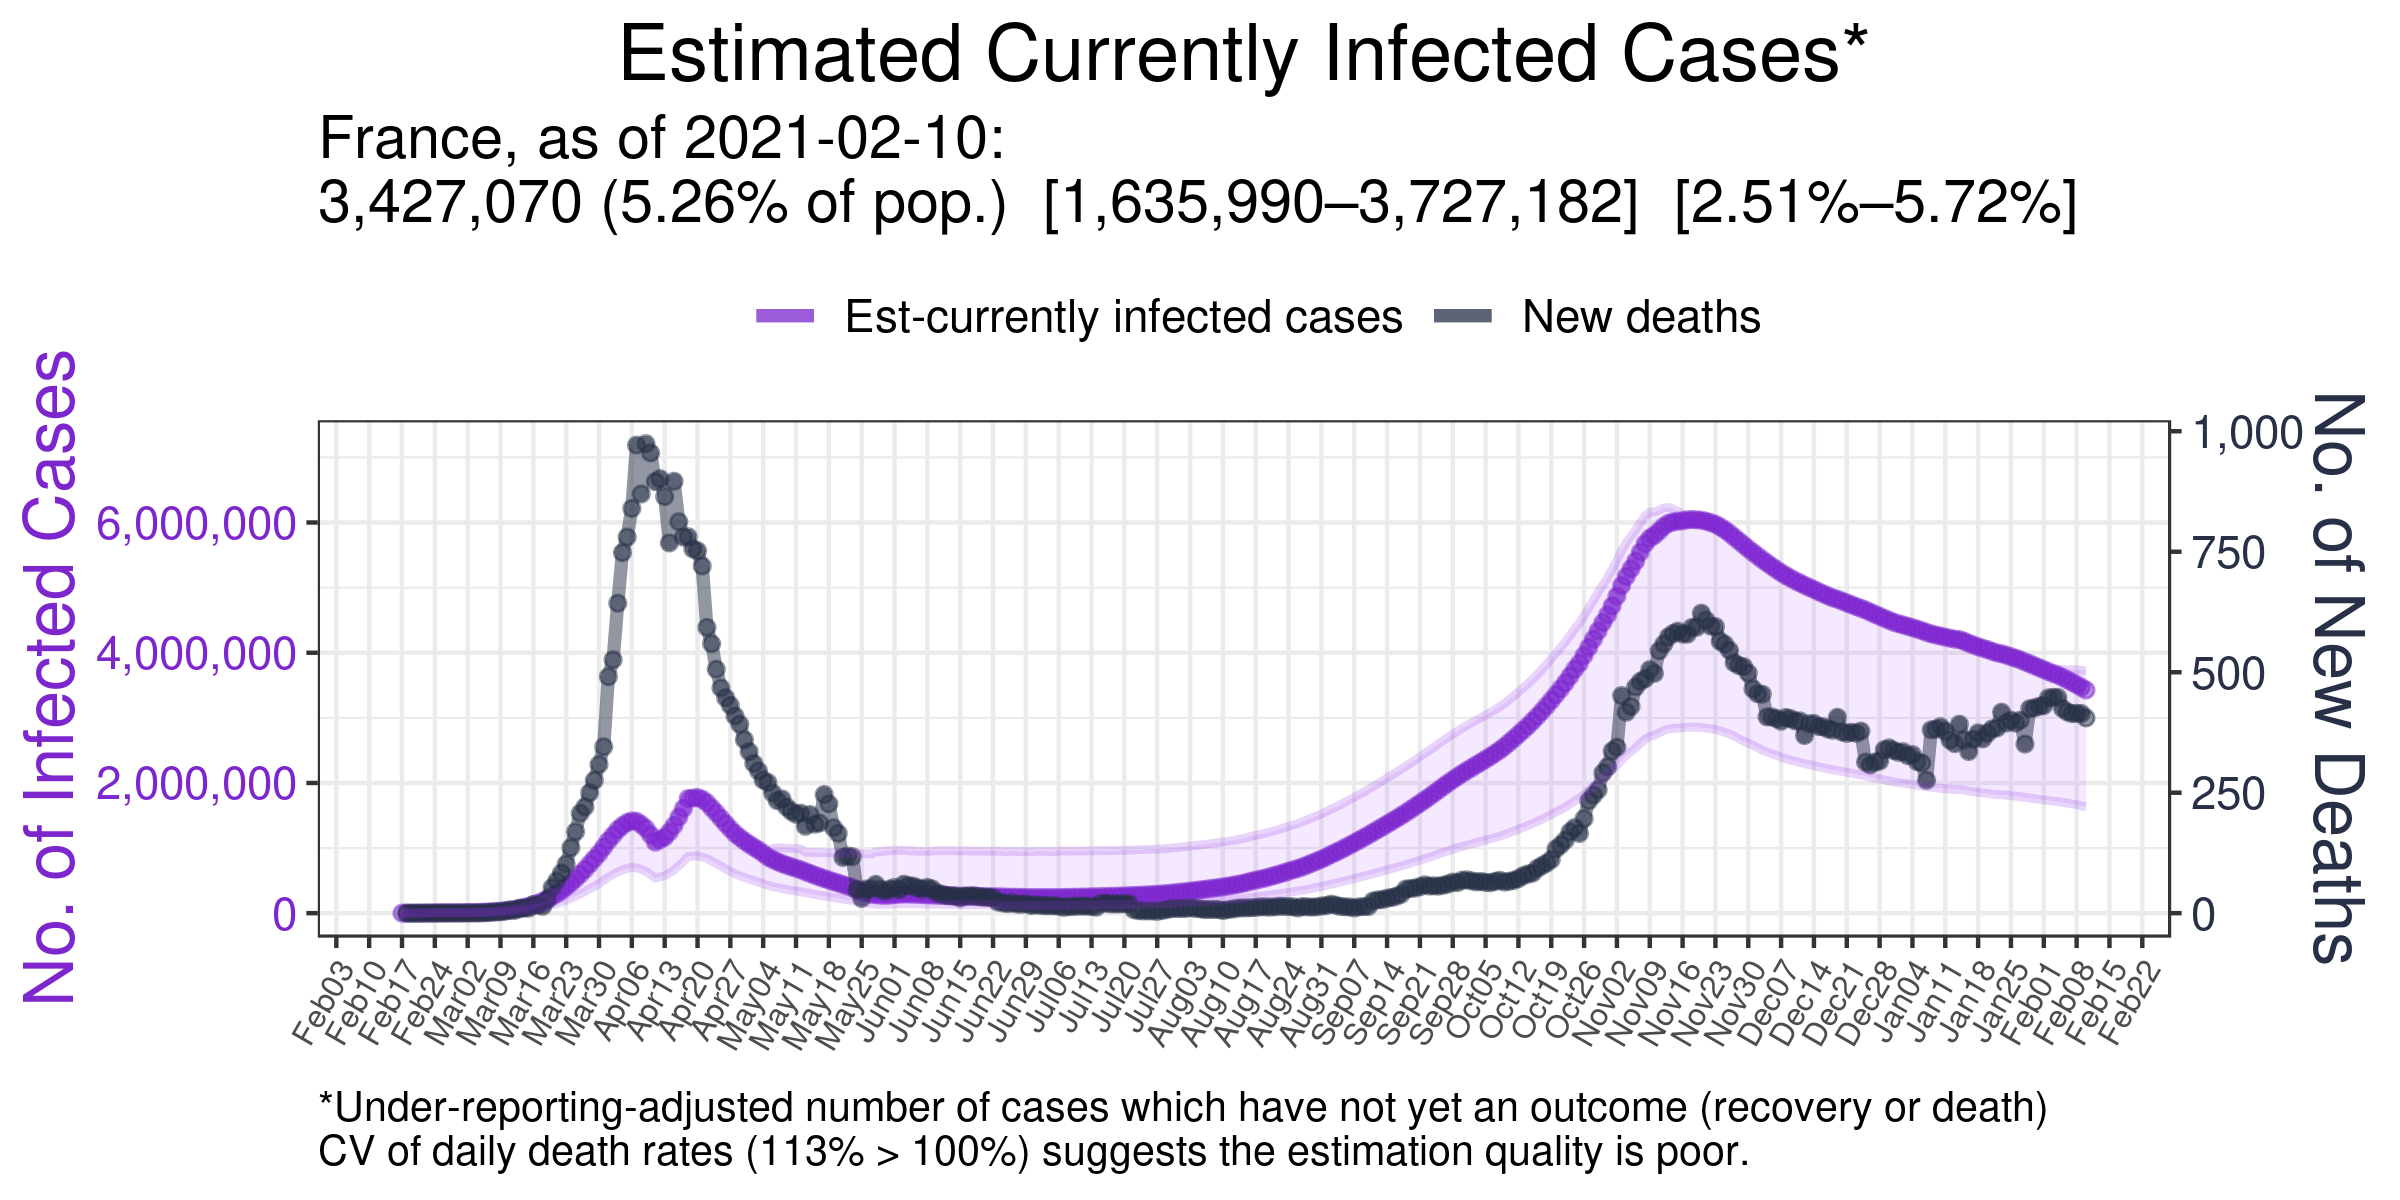 Estimated Currently Infected Cases*
France, as of 2021-02-10:
3,427,070 (5.26% of pop.)  [1,635,990–3,727,182]  [2.51%–5.72%]
Est-currently infected cases
New deaths
No. of Infected Cases
6,000,000
4,000,000
2,000,000
0
1,000
750
500
250
0
No. of New Deaths
Feb03
Feb10
Feb17
Feb24
Mar02
Mar09
Mar16
Mar23
Mar30
Apr06
Apr13
Apr20
Apr27
May04
May11
May18
May25
Jun01
Jun08
Jun15
Jun22
Jun29
Jul06
Jul13
Jul20
Jul27
Aug03
Aug10
Aug17
Aug24
Aug31
Sep07
Sep14
Sep21
Sep28
Oct05
Oct12
Oct19
Oct26
Nov02
Nov09
Nov16
Nov23
Nov30
Dec07
Dec14
Dec21
Dec28
Jan04
Jan11
Jan18
Jan25
Feb01
Feb08
Feb15
Feb22
*Under-reporting-adjusted number of cases which have not yet an outcome (recovery or death)
CV of daily death rates (113% > 100%) suggests the estimation quality is poor.